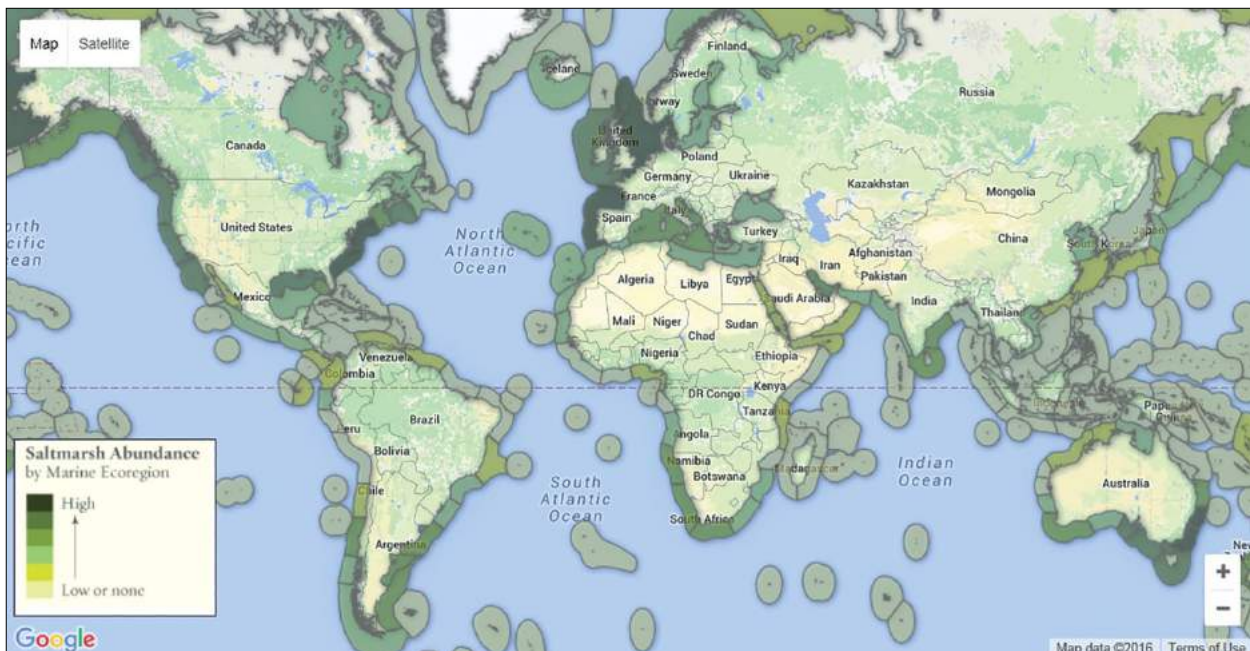 Map Satellite
Finland
Iceland
Sweden
Norway
Russia
United
Kingdom
Canada
Poland
Germany
Ukraine
France
Kazakhstan
Mongolia
Italy
Spain
United States
Turkey
China
South Korea
Japan
North
Atlantic
Ocean
Iraq
Iran
Afghanistan
Pakistan
Algeria
Libya
Egypt
Saudi Arabia
India
Mexico
Mali
Niger
Chad
Sudan
Thailand
Nigeria
Ethiopia
Venezuela
Colombia
Kenya
DR Congo
Tanzania
Brazil
Peru
Angola
Bolivia
Namibia
Botswana
Madagascar
Indian
Ocean
Australia
Chile
South
Atlantic
Ocean
South Africa
Argentina
Saltmarsh Abundance
by Marine Ecoregion
High
Low or none
+
−
Google
Map data ©2016 Terms of Use